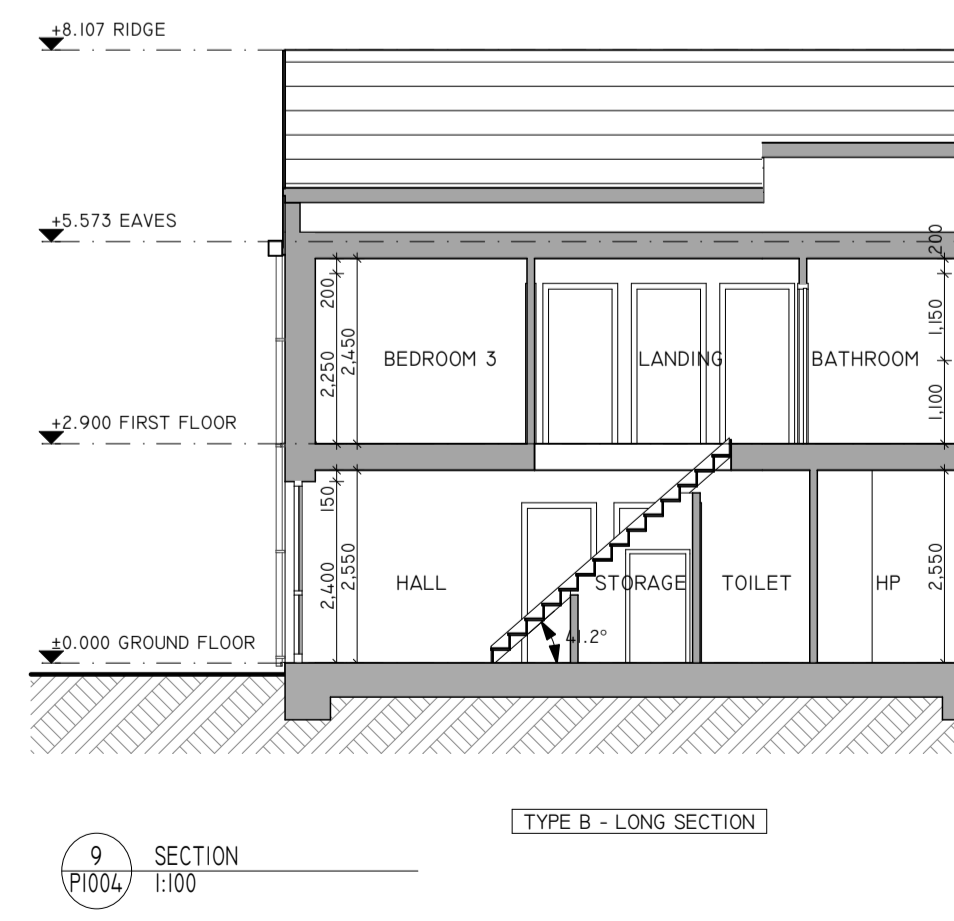 +8.107 RIDGE
+5.573 EAVES
200
200
2,450
1,150
BEDROOM 3
LANDING
BATHROOM
2,250
1,100
+2.900 FIRST FLOOR
150
2,400
2,550
HALL
STORAGE
TOILET
HP
2,550
41.2°
±0.000 GROUND FLOOR
TYPE B - LONG SECTION
9 SECTION
P1004 1:100